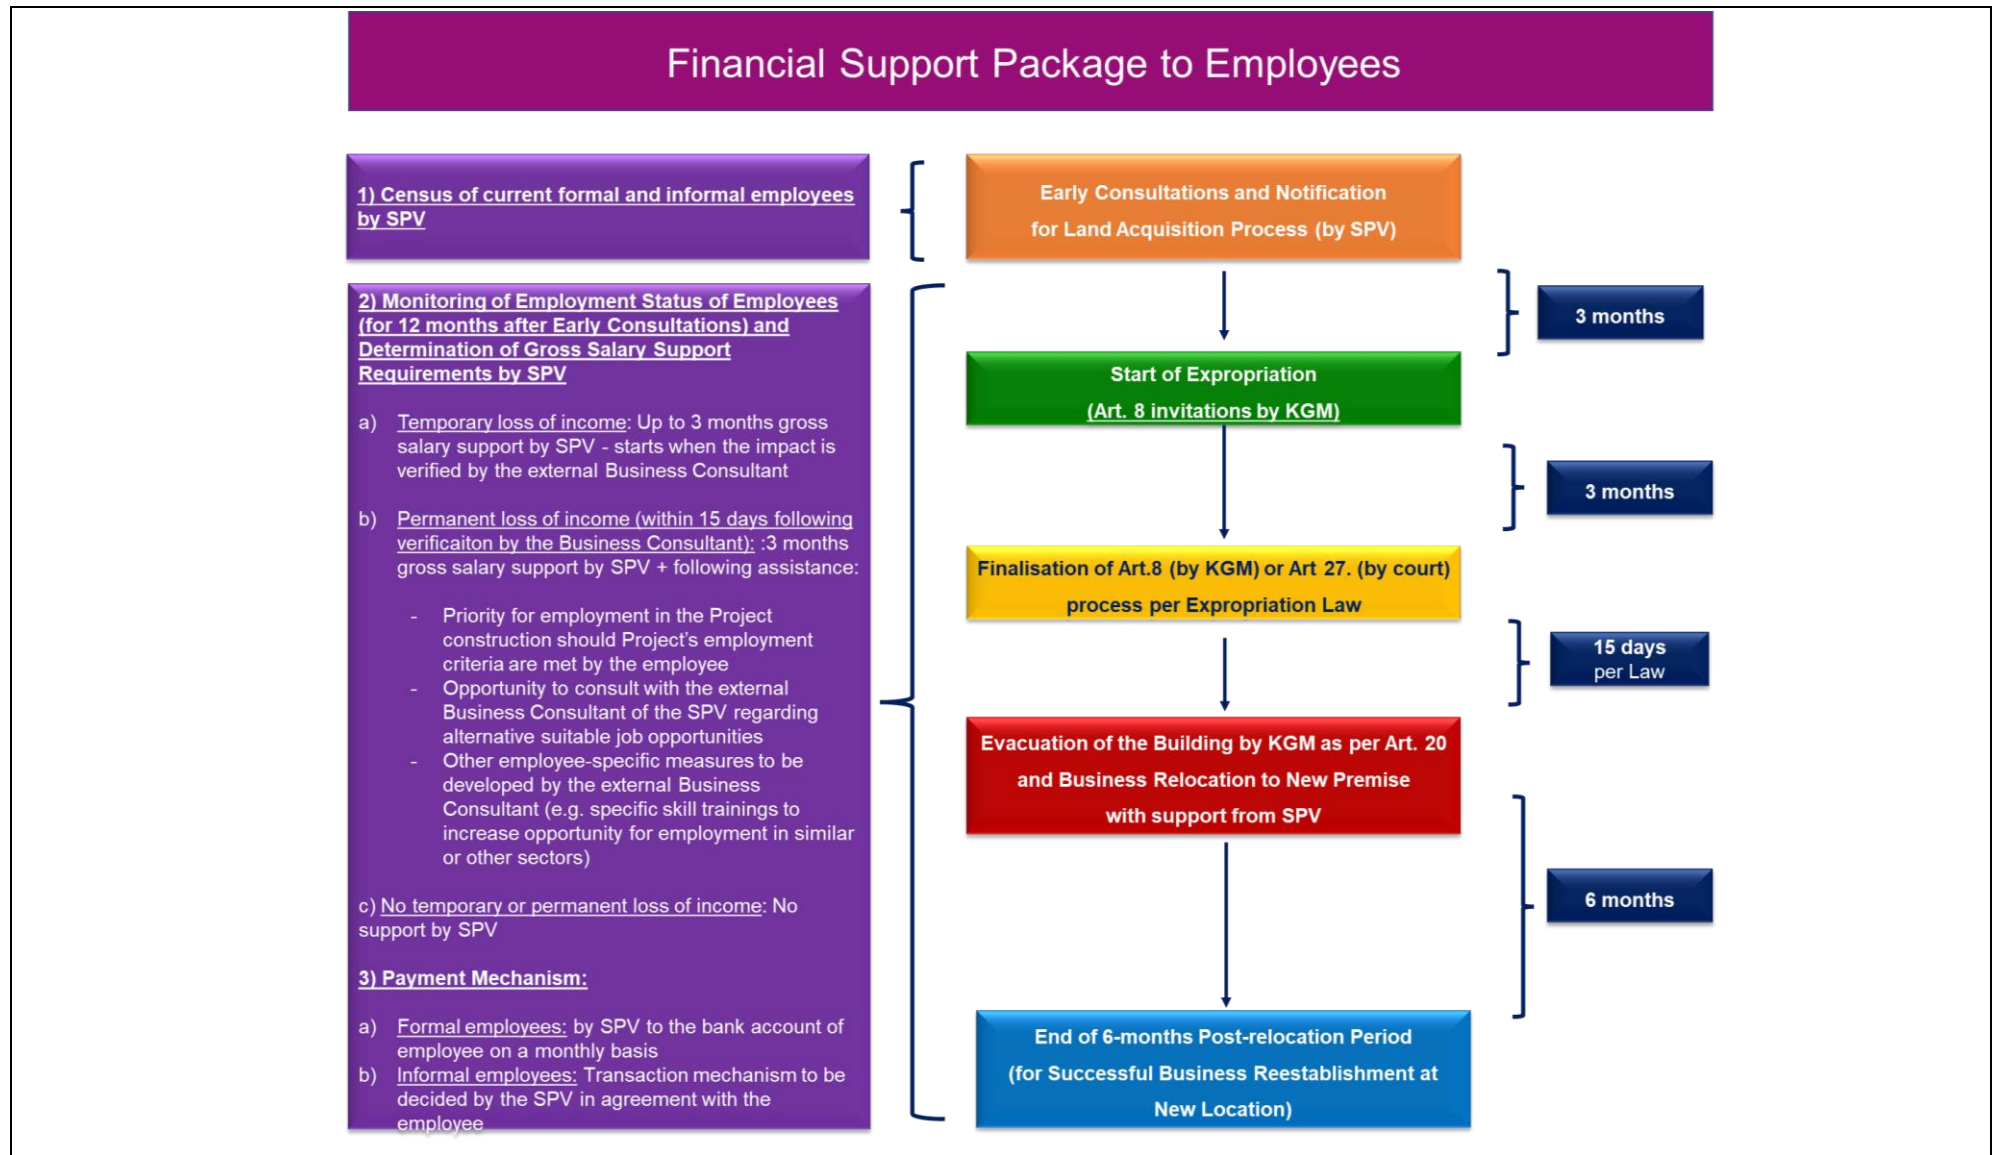 Financial Support Package to Employees
1) Census of current formal and informal employees
by SPV
2) Monitoring of Employment Status of Employees
(for 12 months after Early Consultations) and
Determination of Gross Salary Support
Requirements by SPV
a) Temporary loss of income: Up to 3 months gross
salary support by SPV - starts when the impact is
verified by the external Business Consultant
b) Permanent loss of income (within 15 days following
verificaiton by the Business Consultant): :3 months
gross salary support by SPV + following assistance:
- Priority for employment in the Project
construction should Project's employment
criteria are met by the employee
- Opportunity to consult with the external
Business Consultant of the SPV regarding
alternative suitable job opportunities
- Other employee-specific measures to be
developed by the external Business
Consultant (e.g. specific skill trainings to
increase opportunity for employment in similar
or other sectors)
c) No temporary or permanent loss of income: No
support by SPV
3) Payment Mechanism:
a) Formal employees: by SPV to the bank account of
employee on a monthly basis
b) Informal employees: Transaction mechanism to be
decided by the SPV in agreement with the
employee
Early Consultations and Notification
for Land Acquisition Process (by SPV)
3 months
Start of Expropriation
(Art. 8 invitations by KGM)
3 months
Finalisation of Art.8 (by KGM) or Art 27. (by court)
process per Expropriation Law
15 days
per Law
Evacuation of the Building by KGM as per Art. 20
and Business Relocation to New Premise
with support from SPV
6 months
End of 6-months Post-relocation Period
(for Successful Business Reestablishment at
New Location)